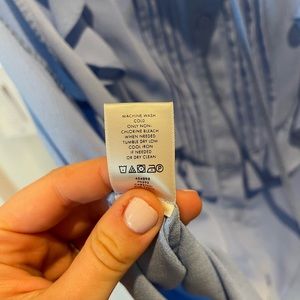 MACHINE WASH
COLD
ONLY NON-
CHLORINE BLEACH
WHEN NEEDED
TUMBLE DRY LOW
COOL IRON
IF NEEDED
OR DRY CLEAN